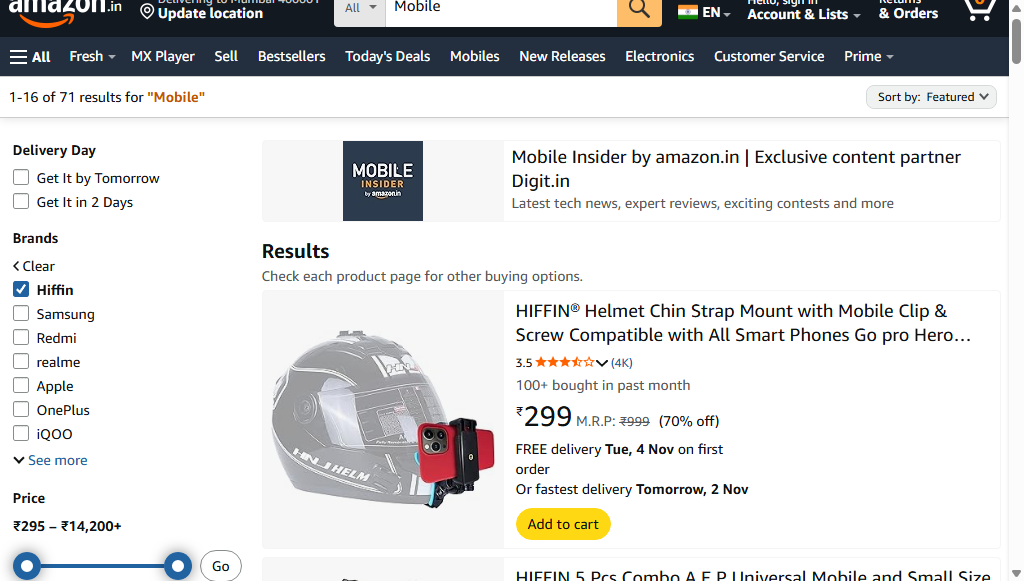 amazon.in
Delivering to Mumbai 400001
Update location
All
Mobile
EN
Hello, sign in
Account & Lists
Returns
& Orders
0
All
Fresh
MX Player
Sell
Bestsellers
Today's Deals
Mobiles
New Releases
Electronics
Customer Service
Prime
1-16 of 71 results for "Mobile"
Sort by: Featured
Delivery Day
Get It by Tomorrow
Get It in 2 Days
Brands
Clear
Hiffin
Samsung
Redmi
realme
Apple
OnePlus
iQOO
See more
Price
₹295 – ₹14,200+
Go
MOBILE
INSIDER
by amazon.in
Mobile Insider by amazon.in | Exclusive content partner
Digit.in
Latest tech news, expert reviews, exciting contests and more
Results
Check each product page for other buying options.
HNJ HELM
HIFFIN® Helmet Chin Strap Mount with Mobile Clip &
Screw Compatible with All Smart Phones Go pro Hero…
3.5 (4K)
100+ bought in past month
₹299 M.R.P: ₹999 (70% off)
FREE delivery Tue, 4 Nov on first
order
Or fastest delivery Tomorrow, 2 Nov
Add to cart
HIFFIN 5 Pcs Combo A.E.P Universal Mobile and Small Size